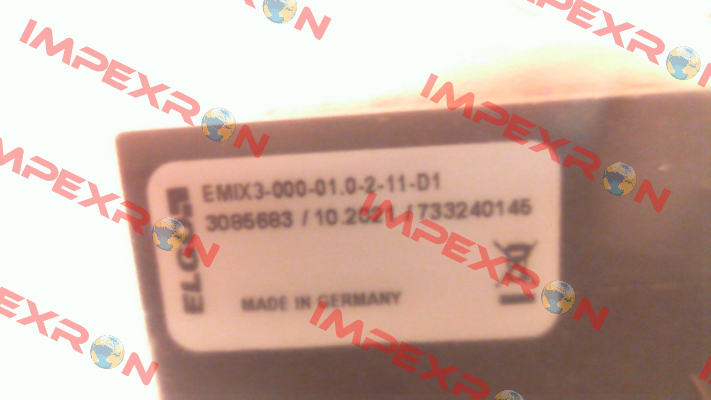 EMIX3-000-01.0-2-11-D1
3085683 / 10.2021 / 733240145
ELGO
MADE IN GERMANY
IMPEXRON
IMPEXRON
IMPEXRON
IMPEXRON
IMPEXRON
IMPEXRON